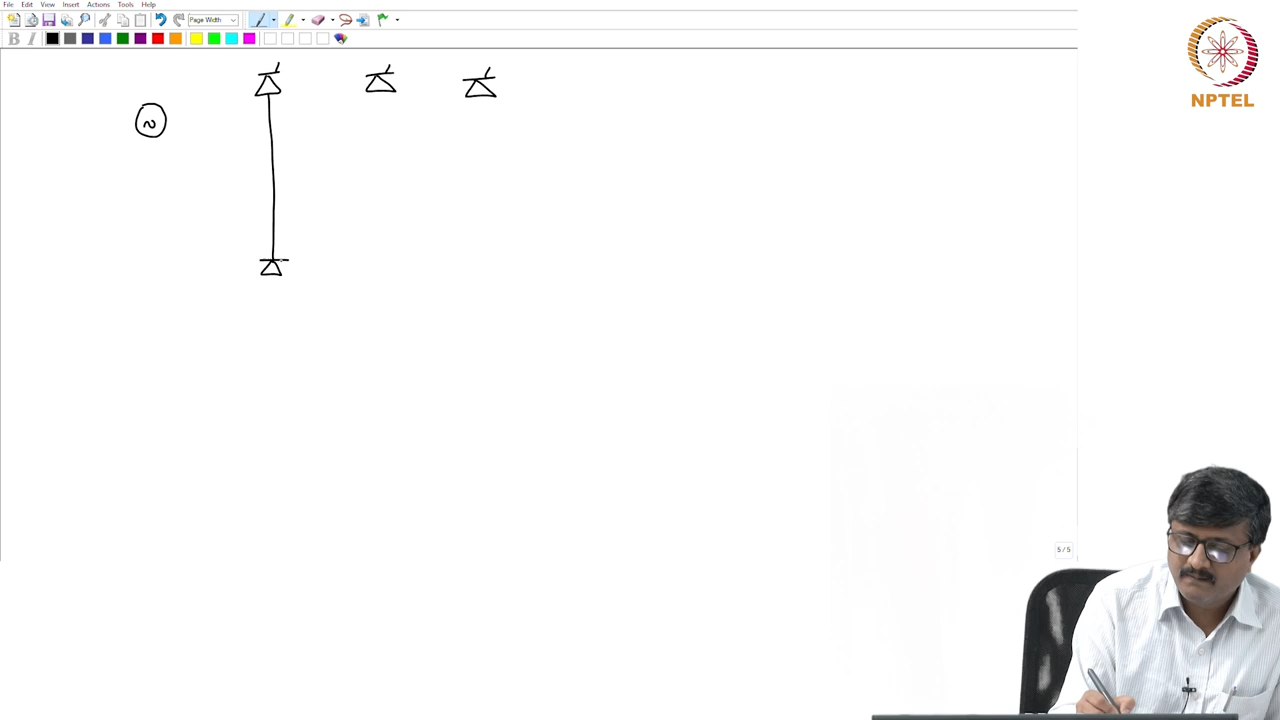 File Edit View Insert Actions Tools Help
Page Width
B I
NPTEL
5 / 5